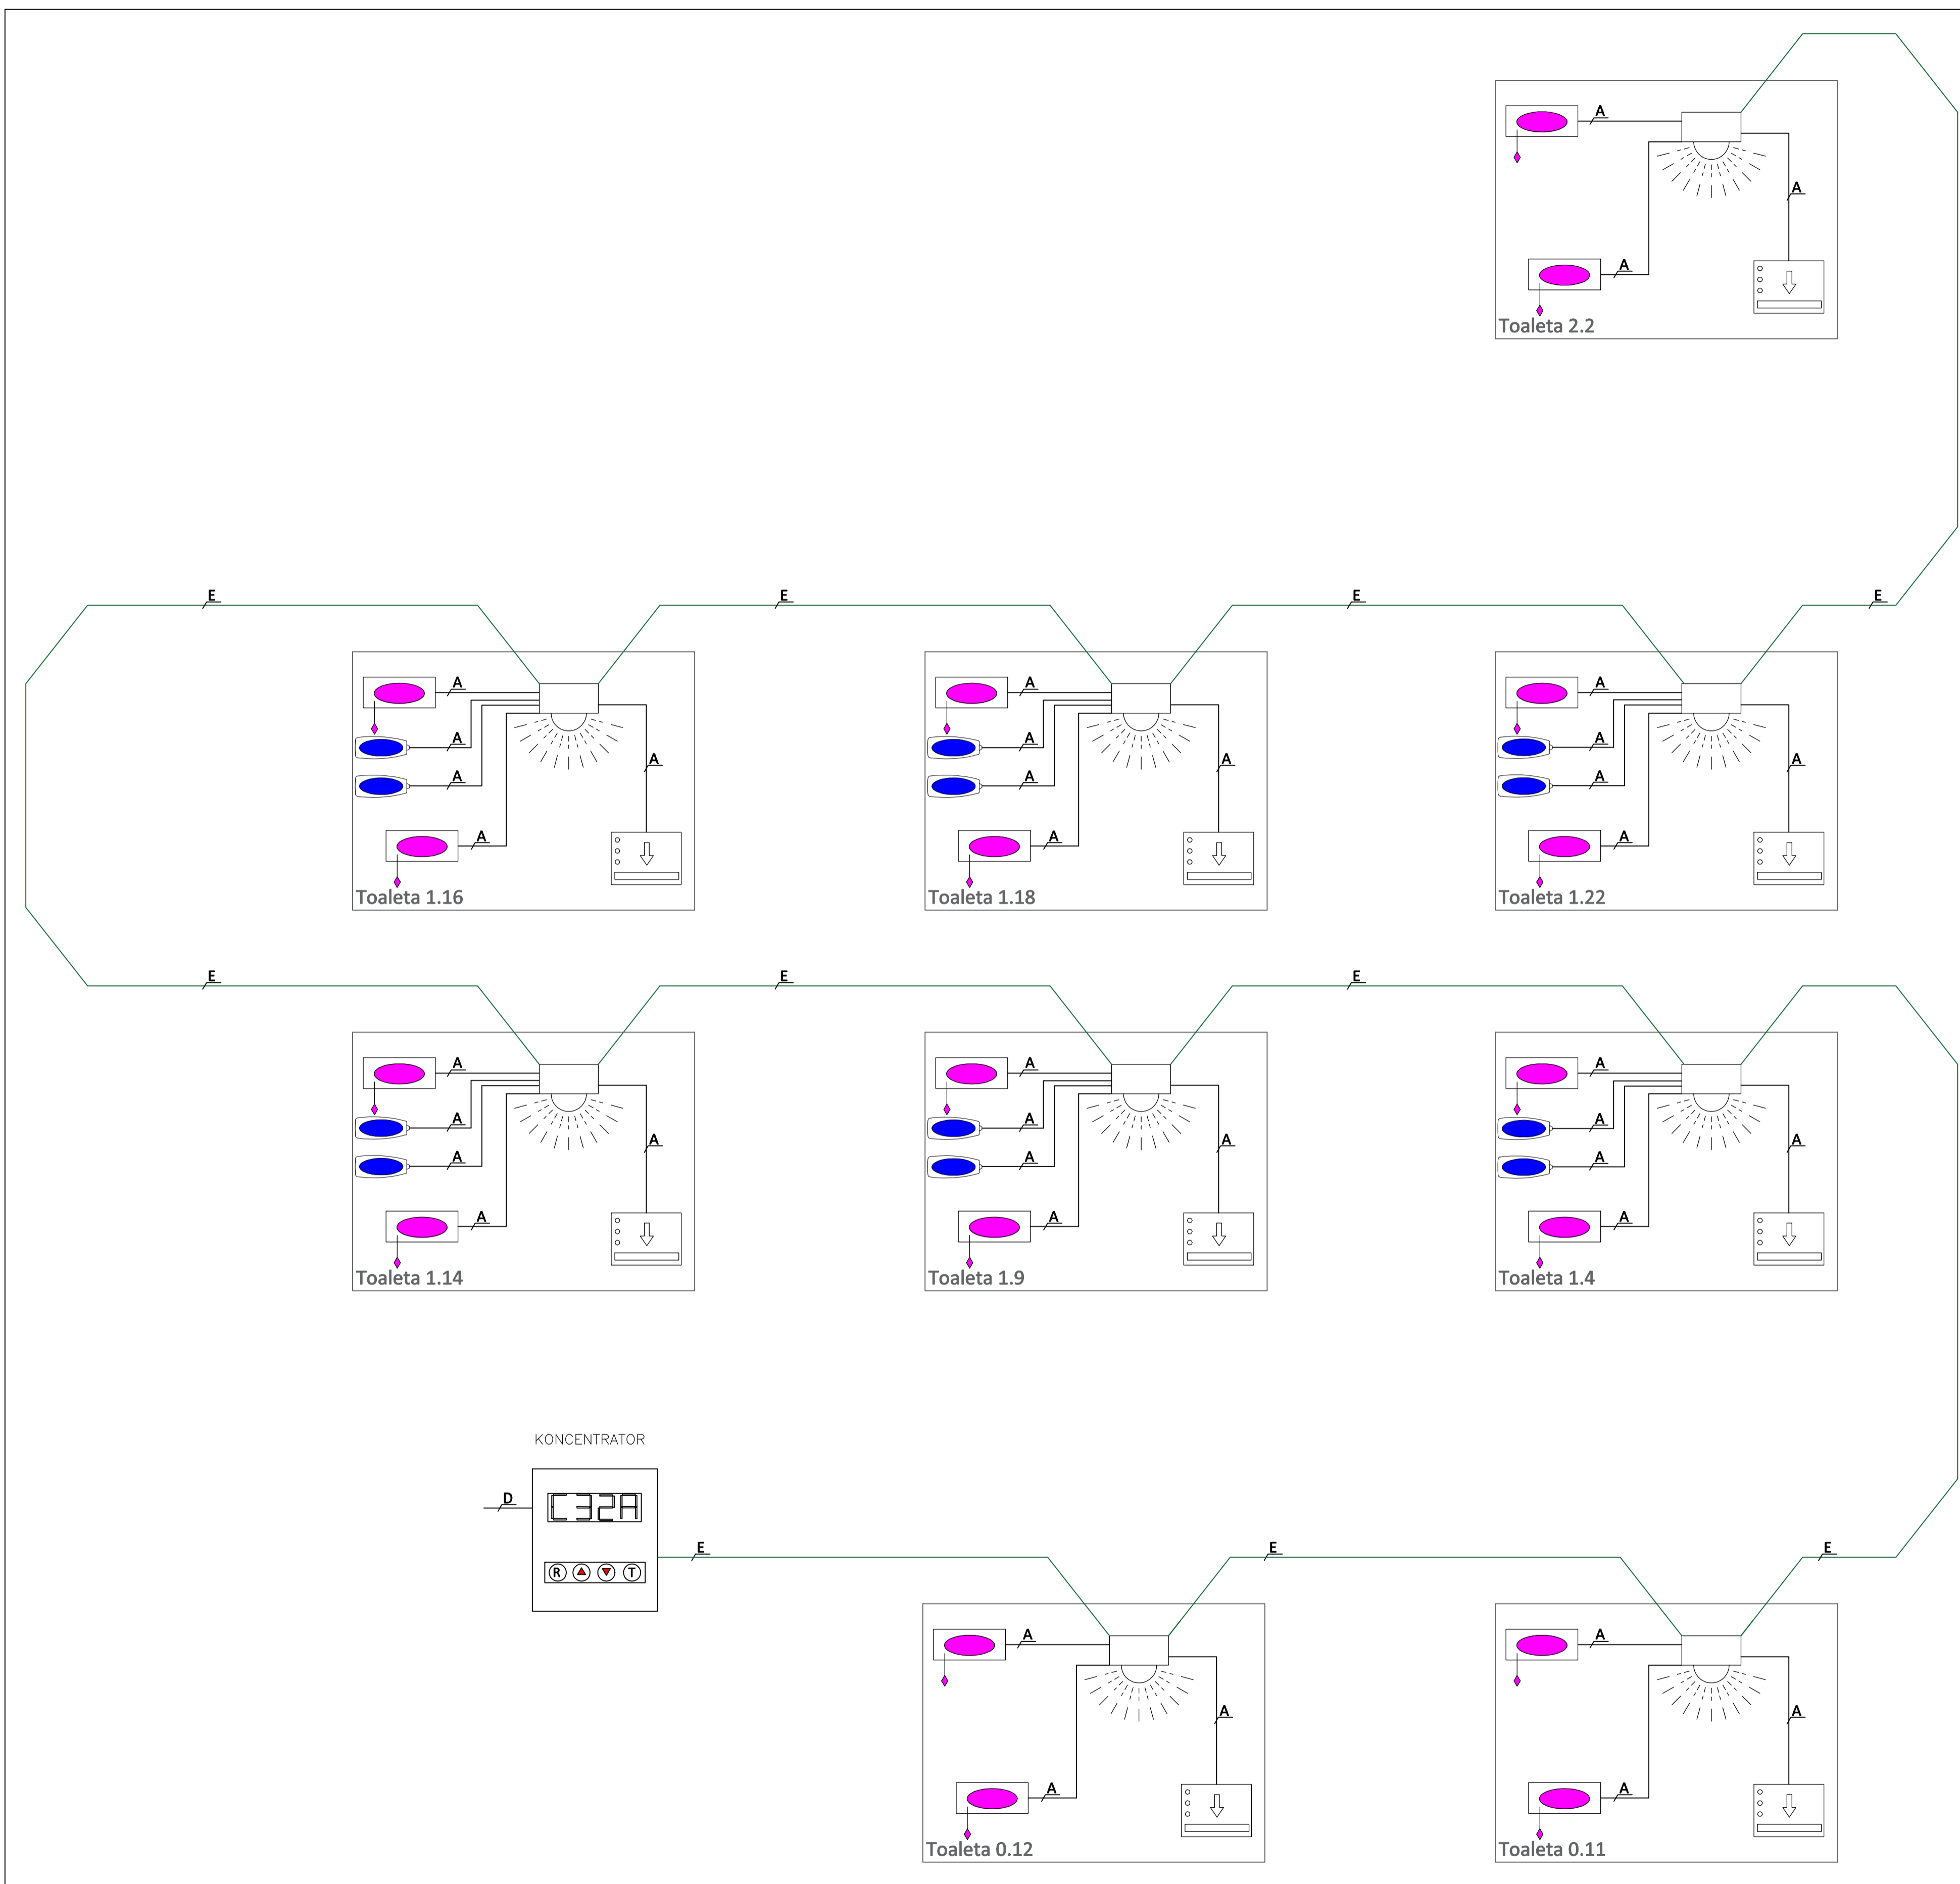 A
A
A
Toaleta 2.2
E
E
E
E
A
A
A
A
A
Toaleta 1.16
A
A
A
A
A
Toaleta 1.18
A
A
A
A
A
Toaleta 1.22
E
E
E
A
A
A
A
A
Toaleta 1.14
A
A
A
A
A
Toaleta 1.9
A
A
A
A
A
Toaleta 1.4
KONCENTRATOR
D
C32A
R T
E
E
E
A
A
A
Toaleta 0.12
A
A
A
Toaleta 0.11